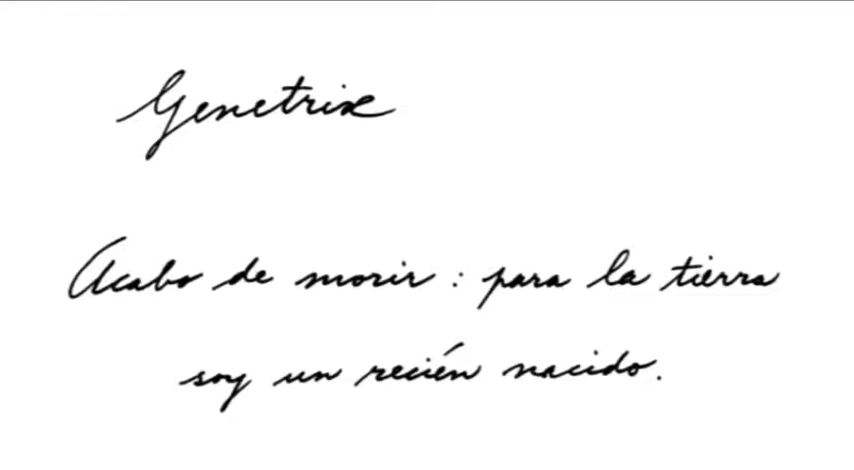 Genetrix
Acabo de morir: para la tierra
soy un recién nacido.